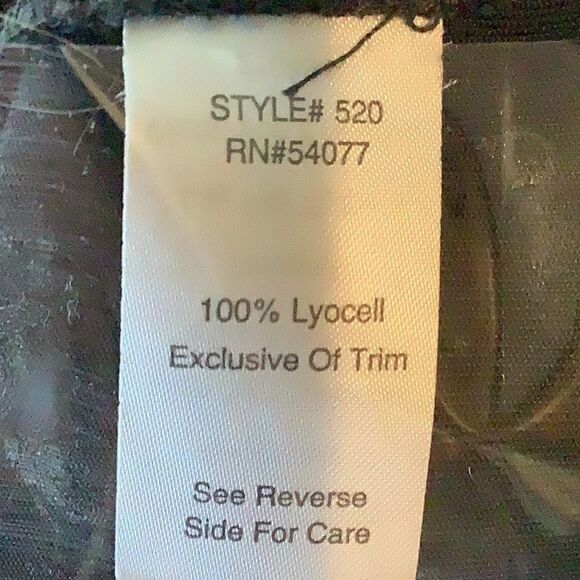 STYLE# 520
RN#54077
100% Lyocell
Exclusive Of Trim
See Reverse
Side For Care